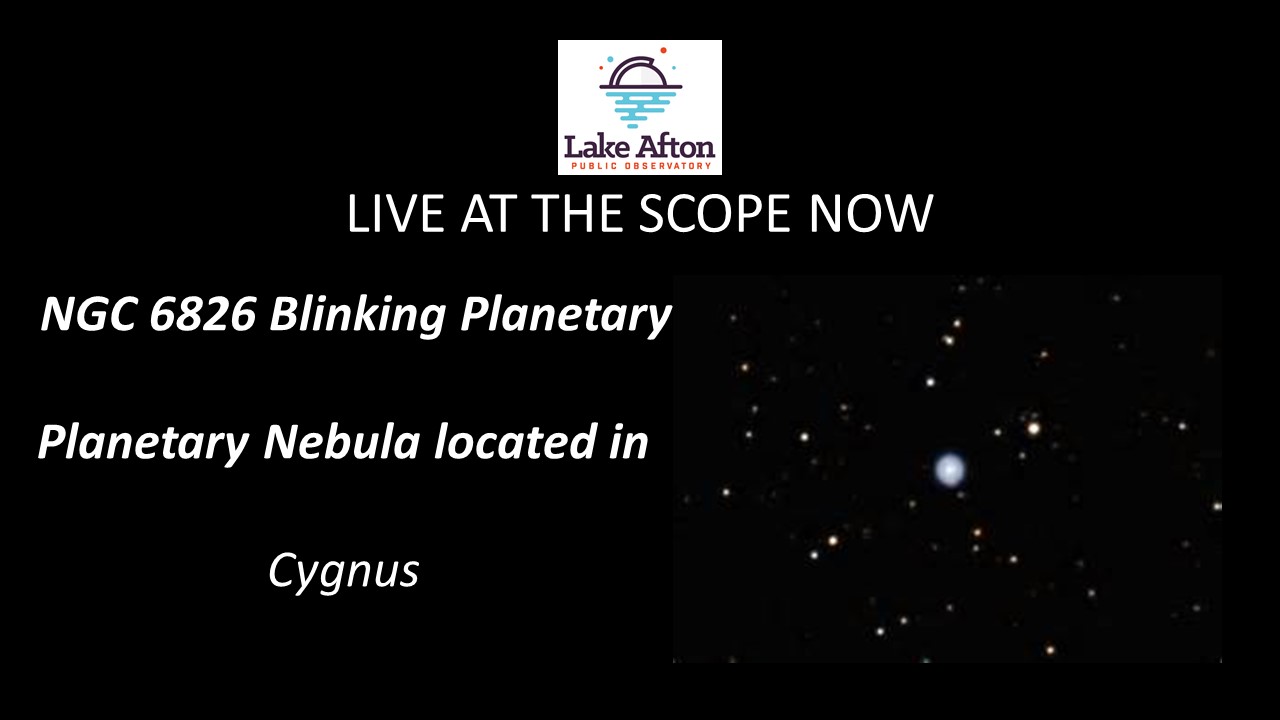 Lake Afton
PUBLIC OBSERVATORY
LIVE AT THE SCOPE NOW
NGC 6826 Blinking Planetary
Planetary Nebula located in
Cygnus